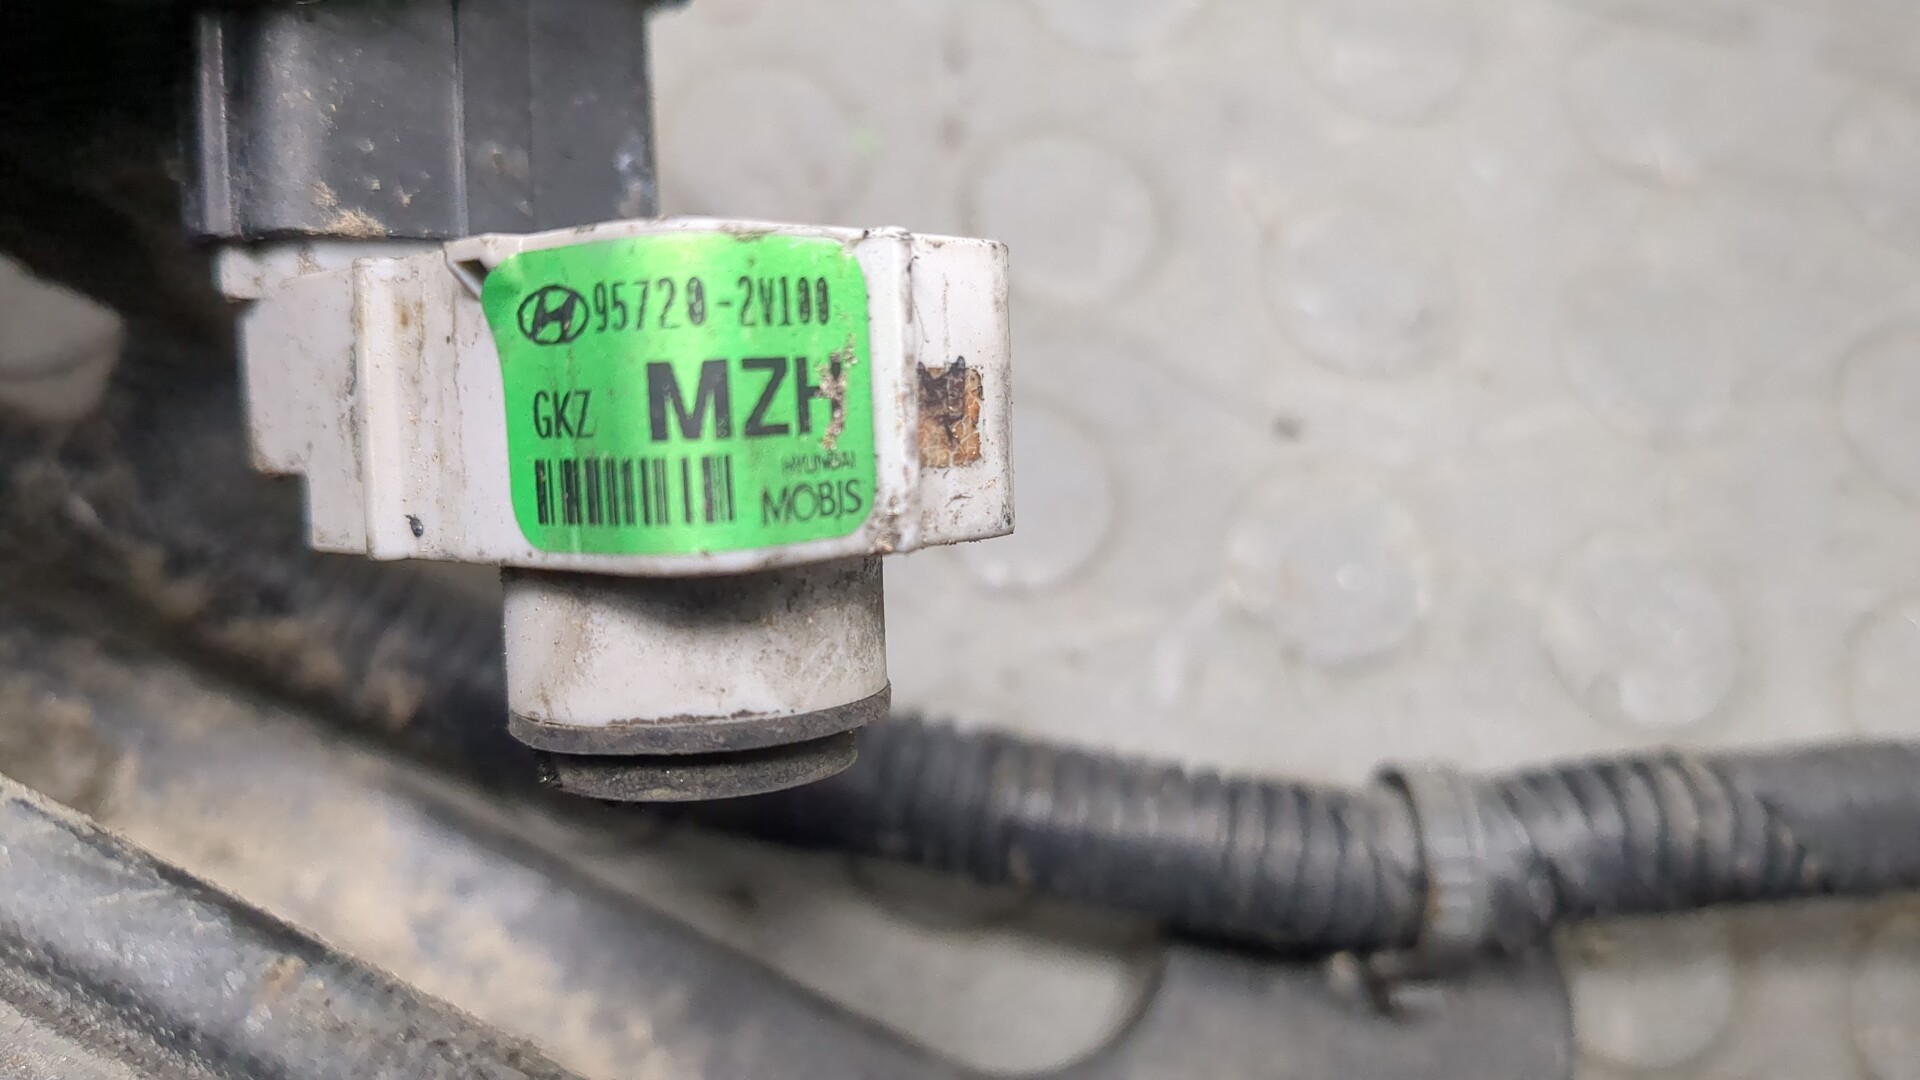 95720-2V100
GKZ MZH
HYUNDAI
MOBIS